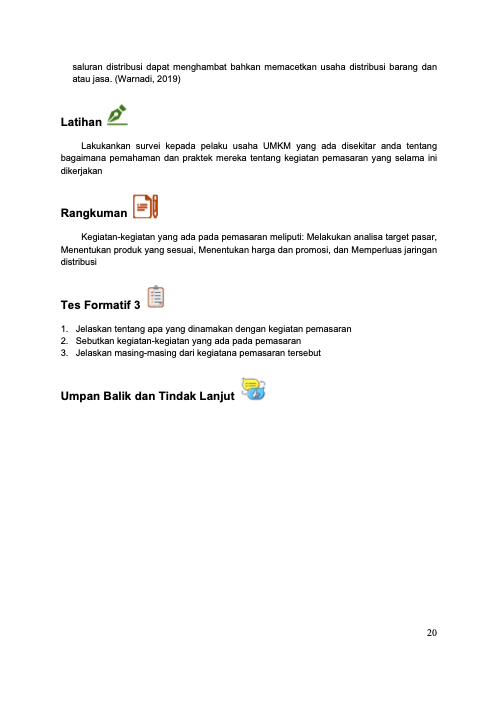 saluran distribusi dapat menghambat bahkan memacetkan usaha distribusi barang dan
atau jasa. (Warnadi, 2019)
Latihan
Lakukankan survei kepada pelaku usaha UMKM yang ada disekitar anda tentang
bagaimana pemahaman dan praktek mereka tentang kegiatan pemasaran yang selama ini
dikerjakan
Rangkuman
Kegiatan-kegiatan yang ada pada pemasaran meliputi: Melakukan analisa target pasar,
Menentukan produk yang sesuai, Menentukan harga dan promosi, dan Memperluas jaringan
distribusi
Tes Formatif 3
1. Jelaskan tentang apa yang dinamakan dengan kegiatan pemasaran
2. Sebutkan kegiatan-kegiatan yang ada pada pemasaran
3. Jelaskan masing-masing dari kegiatana pemasaran tersebut
Umpan Balik dan Tindak Lanjut
20